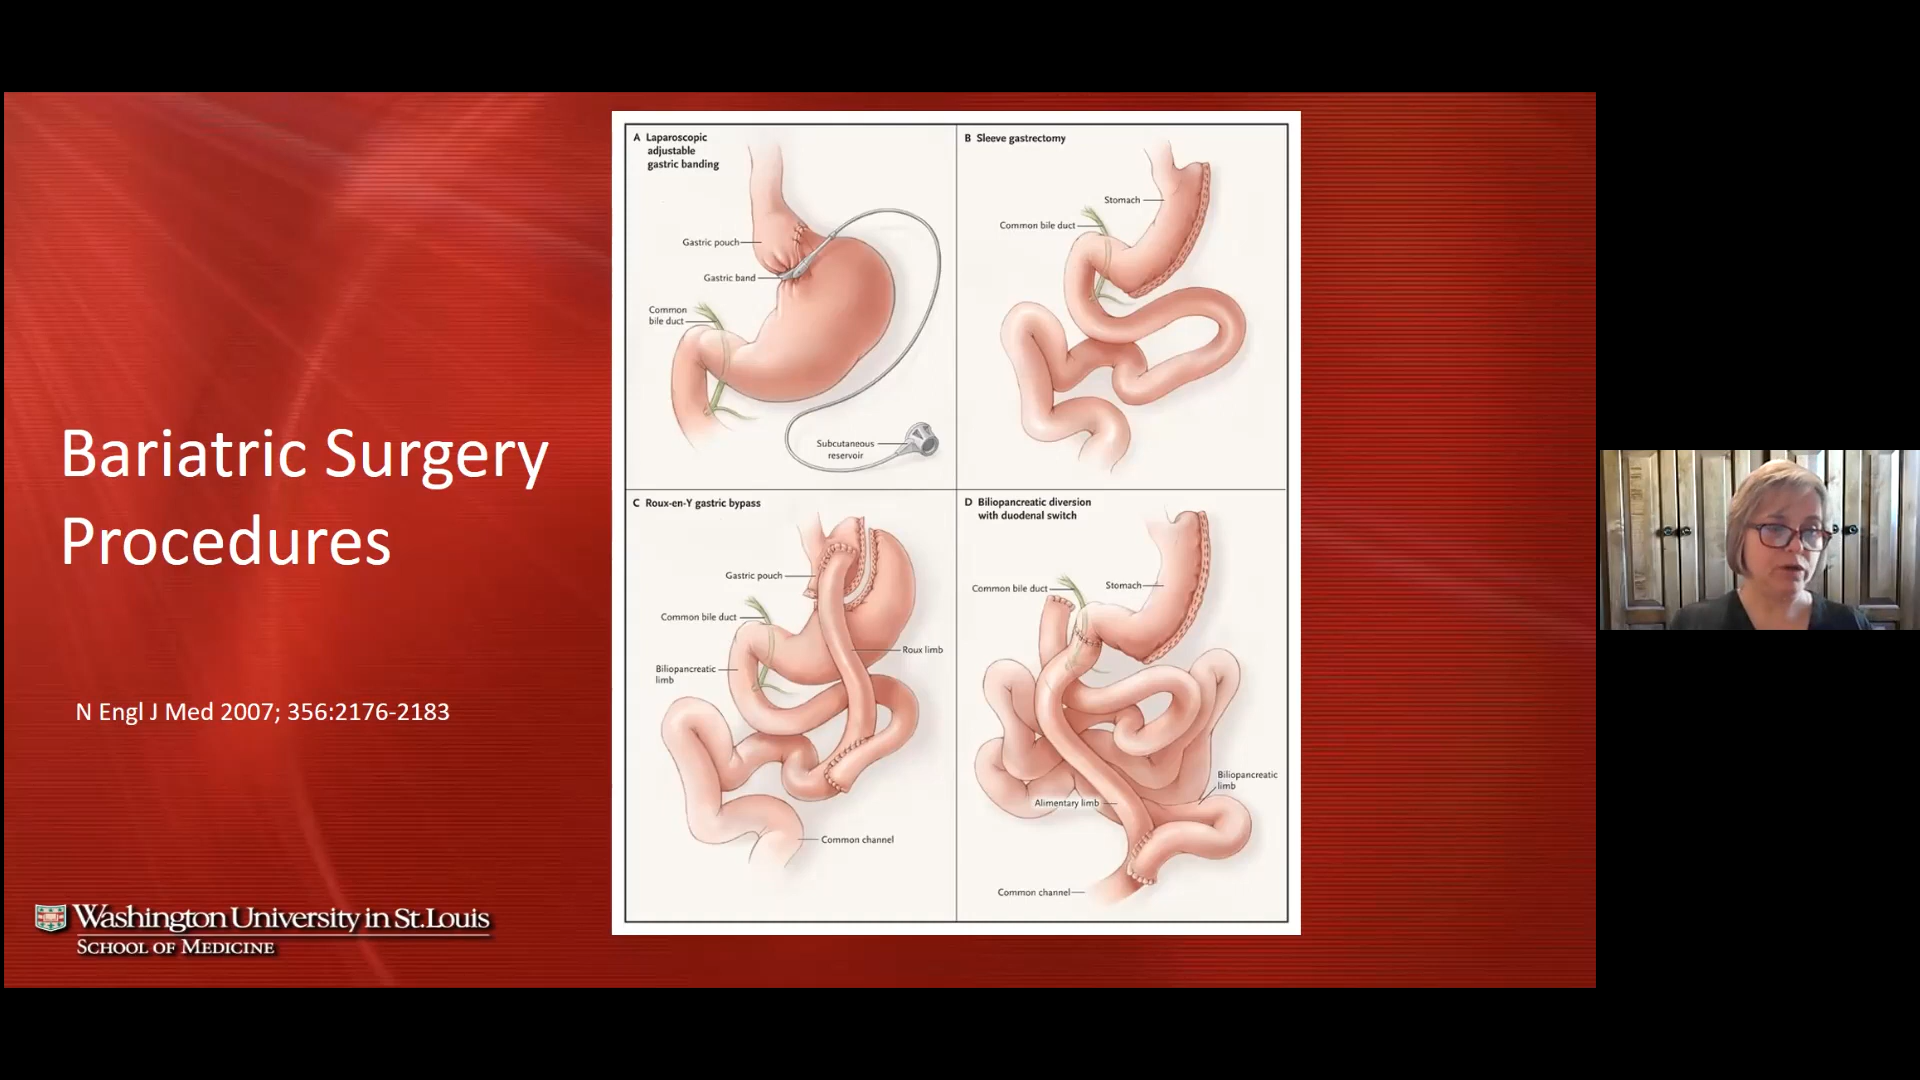 Bariatric Surgery
Procedures
N Engl J Med 2007; 356:2176-2183
Washington University in St. Louis
School of Medicine
A Laparoscopic
adjustable
gastric banding
Gastric pouch
Gastric band
Common
bile duct
Subcutaneous
reservoir
B Sleeve gastrectomy
Stomach
Common bile duct
C Roux-en-Y gastric bypass
Gastric pouch
Common bile duct
Roux limb
Biliopancreatic
limb
Common channel
D Biliopancreatic diversion
with duodenal switch
Common bile duct
Stomach
Biliopancreatic
limb
Alimentary limb
Common channel